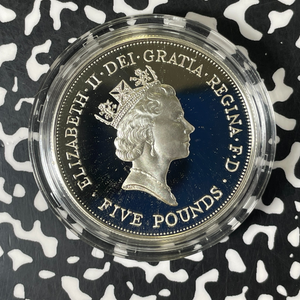 ELIZABETH · II · DEI · GRATIA · REGINA · F · D
FIVE POUNDS